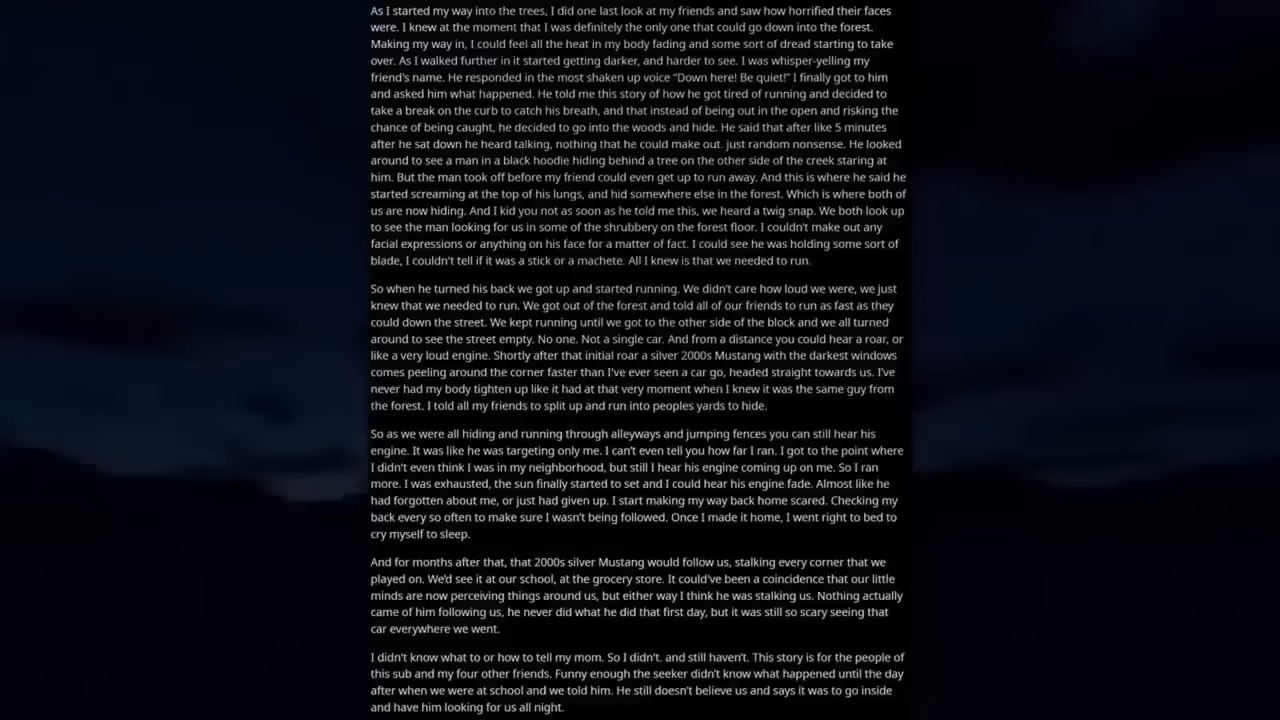 As I started my way into the trees, I did one last look at my friends and saw how horrified their faces
were. I knew at the moment that I was definitely the only one that could go down into the forest.
Making my way in, I could feel all the heat in my body fading and some sort of dread starting to take
over. As I walked further in it started getting darker, and harder to see. I was whisper-yelling my
friend's name. He responded in the most shaken up voice “Down here! Be quiet!” I finally got to him
and asked him what happened. He told me this story of how he got tired of running and decided to
take a break on the curb to catch his breath, and that instead of being out in the open and risking the
chance of being caught, he decided to go into the woods and hide. He said that after like 5 minutes
after he sat down he heard talking, nothing that he could make out. just random nonsense. He looked
around to see a man in a black hoodie hiding behind a tree on the other side of the creek staring at
him. But the man took off before my friend could even get up to run away. And this is where he said he
started screaming at the top of his lungs, and hid somewhere else in the forest. Which is where both of
us are now hiding. And I kid you not as soon as he told me this, we heard a twig snap. We both look up
to see the man looking for us in some of the shrubbery on the forest floor. I couldn’t make out any
facial expressions or anything on his face for a matter of fact. I could see he was holding some sort of
blade, I couldn't tell if it was a stick or a machete. All I knew is that we needed to run.
So when he turned his back we got up and started running. We didn’t care how loud we were, we just
knew that we needed to run. We got out of the forest and told all of our friends to run as fast as they
could down the street. We kept running until we got to the other side of the block and we all turned
around to see the street empty. No one. Not a single car. And from a distance you could hear a roar, or
like a very loud engine. Shortly after that initial roar a silver 2000s Mustang with the darkest windows
comes peeling around the corner faster than I’ve ever seen a car go, headed straight towards us. I’ve
never had my body tighten up like it had at that very moment when I knew it was the same guy from
the forest. I told all my friends to split up and run into peoples yards to hide.
So as we were all hiding and running through alleyways and jumping fences you can still hear his
engine. It was like he was targeting only me. I can’t even tell you how far I ran. I got to the point where
I didn't even think I was in my neighborhood, but still I hear his engine coming up on me. So I ran
more. I was exhausted, the sun finally started to set and I could hear his engine fade. Almost like he
had forgotten about me, or just had given up. I start making my way back home scared. Checking my
back every so often to make sure I wasn’t being followed. Once I made it home, I went right to bed to
cry myself to sleep.
And for months after that, that 2000s silver Mustang would follow us, stalking every corner that we
played on. We’d see it at our school, at the grocery store. It could’ve been a coincidence that our little
minds are now perceiving things around us, but either way I think he was stalking us. Nothing actually
came of him following us, he never did what he did that first day, but it was still so scary seeing that
car everywhere we went.
I didn't know what to or how to tell my mom. So I didn't. and still haven’t. This story is for the people of
this sub and my four other friends. Funny enough the seeker didn’t know what happened until the day
after when we were at school and we told him. He still doesn’t believe us and says it was to go inside
and have him looking for us all night.